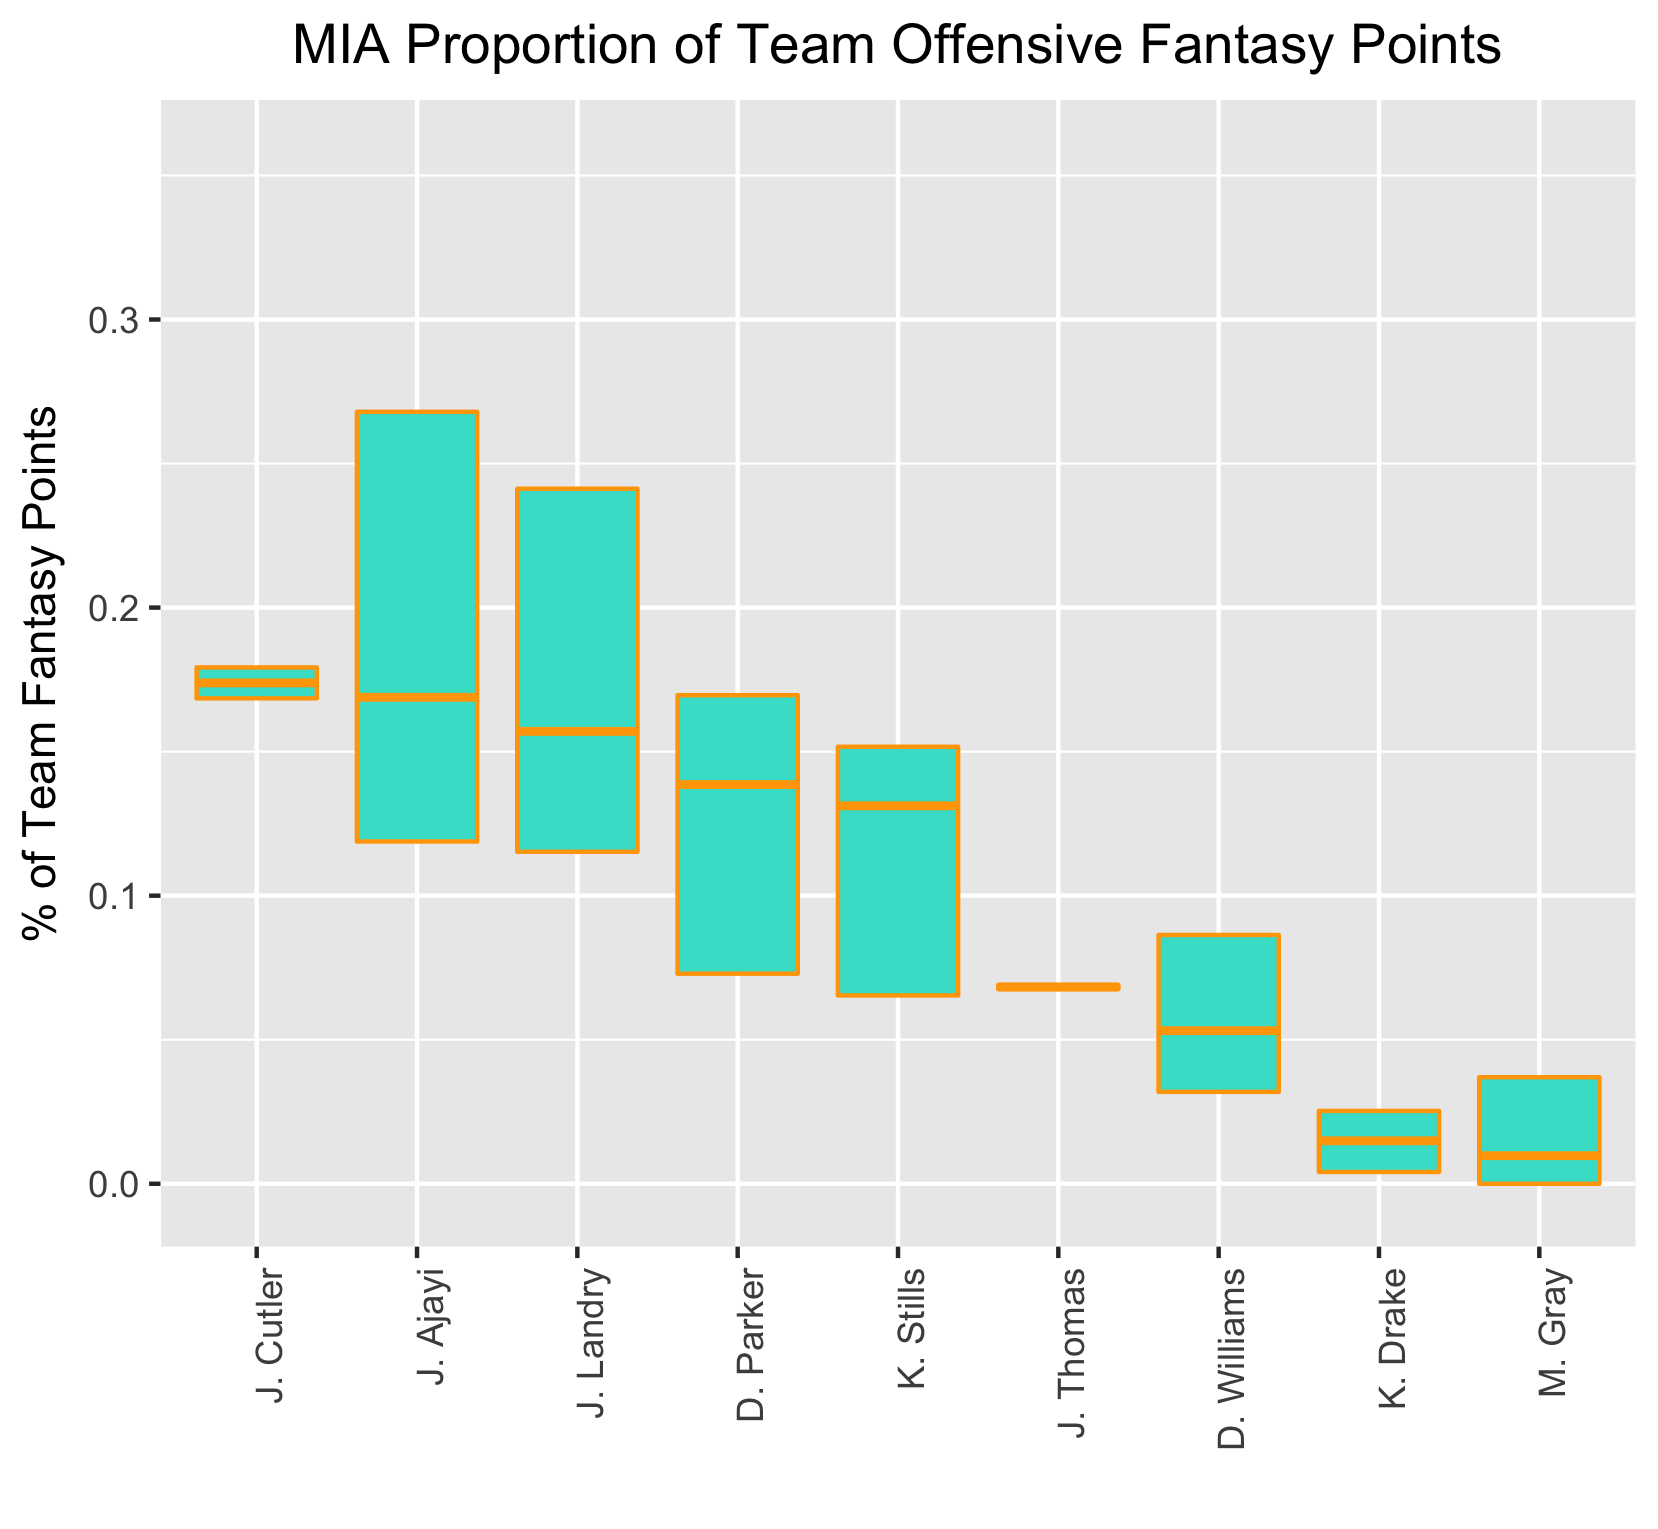 MIA Proportion of Team Offensive Fantasy Points
% of Team Fantasy Points
0.3
0.2
0.1
0.0
J. Cutler
J. Ajayi
J. Landry
D. Parker
K. Stills
J. Thomas
D. Williams
K. Drake
M. Gray